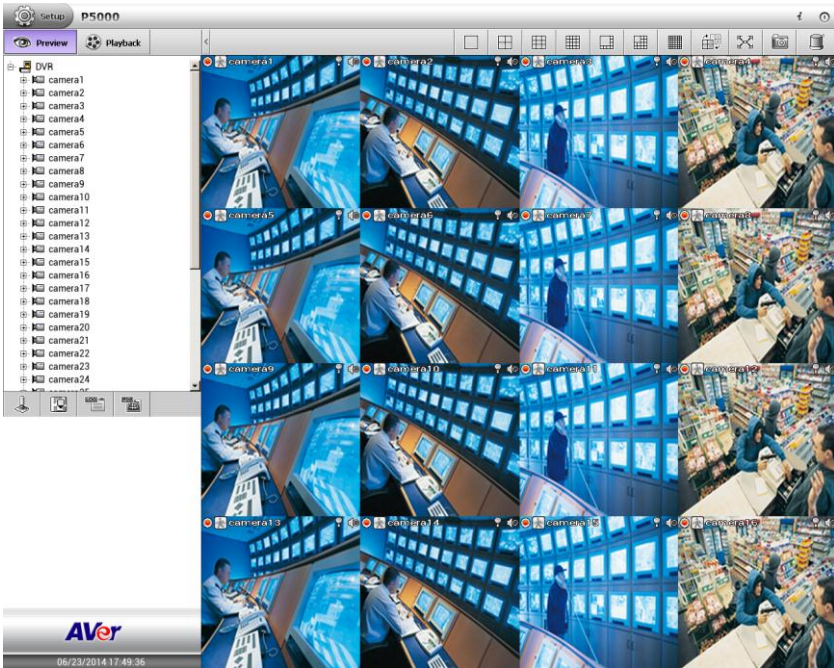 Setup P5000 i
Preview Playback <
DVR
camera1
camera2
camera3
camera4
camera5
camera6
camera7
camera8
camera9
camera10
camera11
camera12
camera13
camera14
camera15
camera16
camera17
camera18
camera19
camera20
camera21
camera22
camera23
camera24
camera25
camera1 camera2 camera3 camera4
camera5 camera6 camera7 camera8
camera9 camera10 camera11 camera12
camera13 camera14 camera15 camera16
AVer
06/23/2014 17:49:36